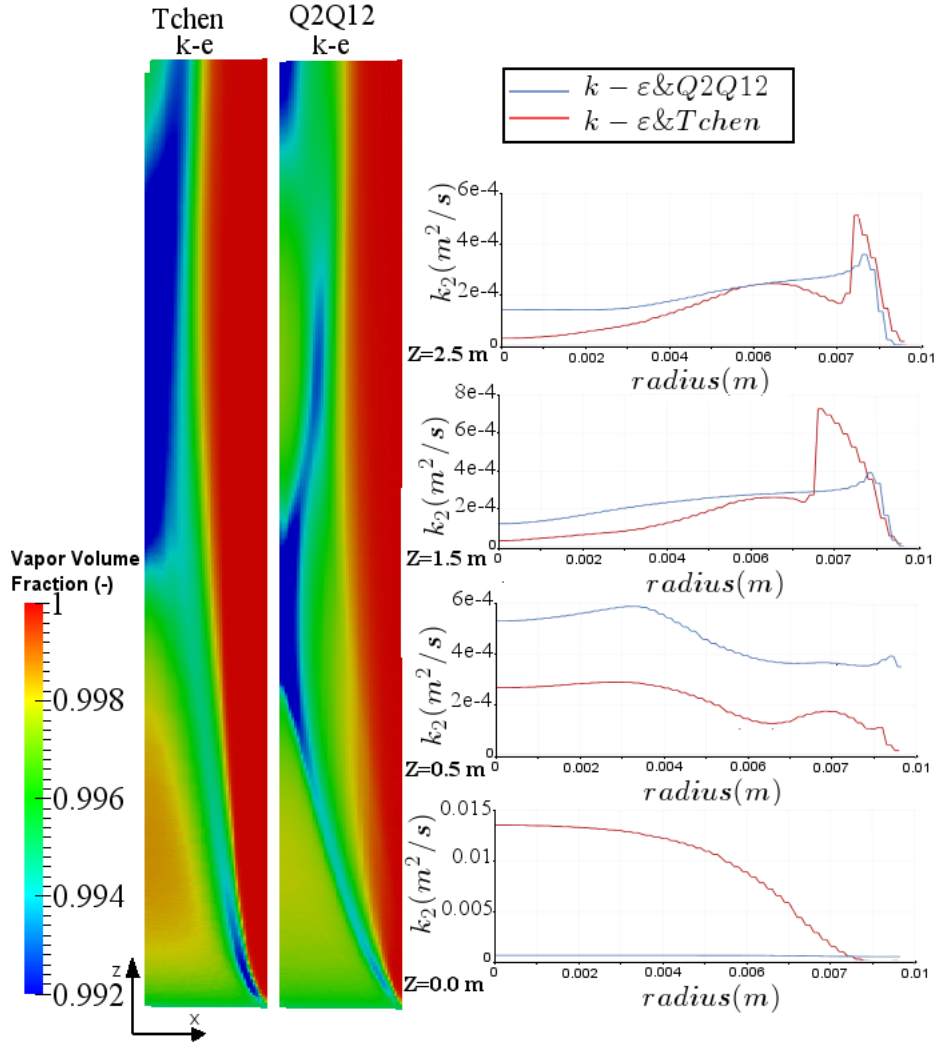 Tchen
k-e
Q2Q12
k-e
k − ε&Q2Q12
k − ε&Tchen
6e-4
4e-4
2e-4
0
k₂(m²/s)
Z=2.5 m
0 0.002 0.004 0.006 0.007 0.01
radius(m)
8e-4
6e-4
4e-4
2e-4
0
k₂(m²/s)
Z=1.5 m
0 0.002 0.004 0.006 0.007 0.01
radius(m)
6e-4
4e-4
2e-4
0
k₂(m²/s)
Z=0.5 m
0 0.002 0.004 0.006 0.007 0.01
radius(m)
0.015
0.01
0.005
0
k₂(m²/s)
Z=0.0 m
0 0.002 0.004 0.006 0.007 0.01
radius(m)
Vapor Volume
Fraction (-)
1
0.998
0.996
0.994
0.992
z
x